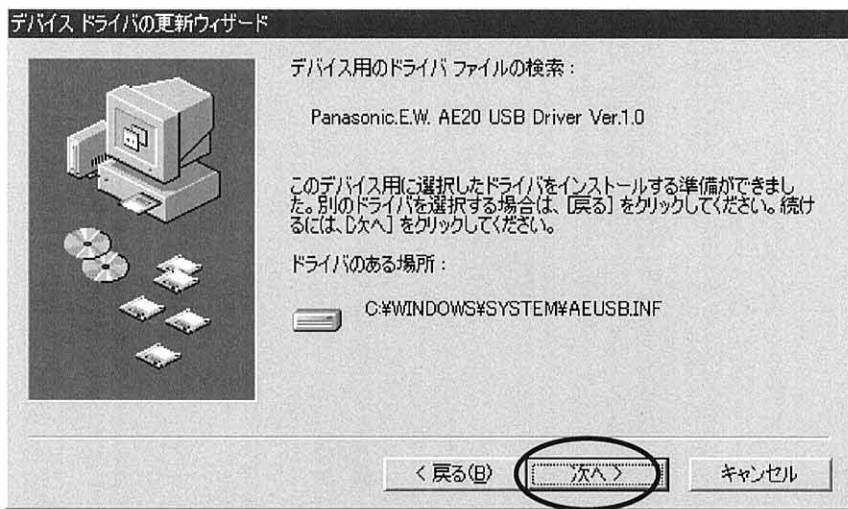 デバイス ドライバの更新ウィザード
デバイス用のドライバ ファイルの検索：
Panasonic.E.W. AE20 USB Driver Ver.1.0
このデバイス用に選択したドライバをインストールする準備ができまし
た。別のドライバを選択する場合は、[戻る] をクリックしてください。続け
るには、[次へ] をクリックしてください。
ドライバのある場所：
C:¥WINDOWS¥SYSTEM¥AEUSB.INF
< 戻る(B)
次へ >
キャンセル